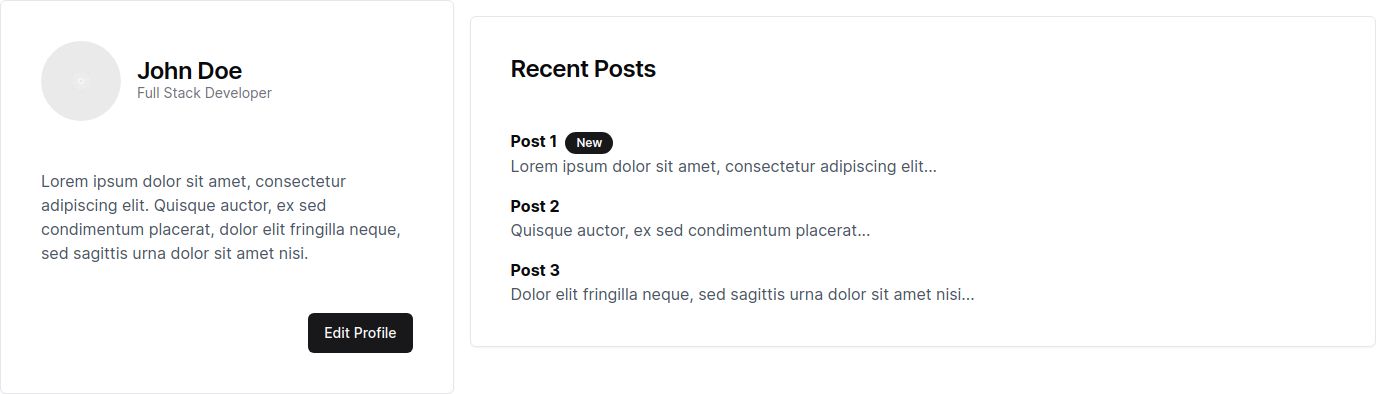 John Doe
Full Stack Developer
Lorem ipsum dolor sit amet, consectetur
adipiscing elit. Quisque auctor, ex sed
condimentum placerat, dolor elit fringilla neque,
sed sagittis urna dolor sit amet nisi.
Edit Profile
Recent Posts
Post 1 New
Lorem ipsum dolor sit amet, consectetur adipiscing elit...
Post 2
Quisque auctor, ex sed condimentum placerat...
Post 3
Dolor elit fringilla neque, sed sagittis urna dolor sit amet nisi...